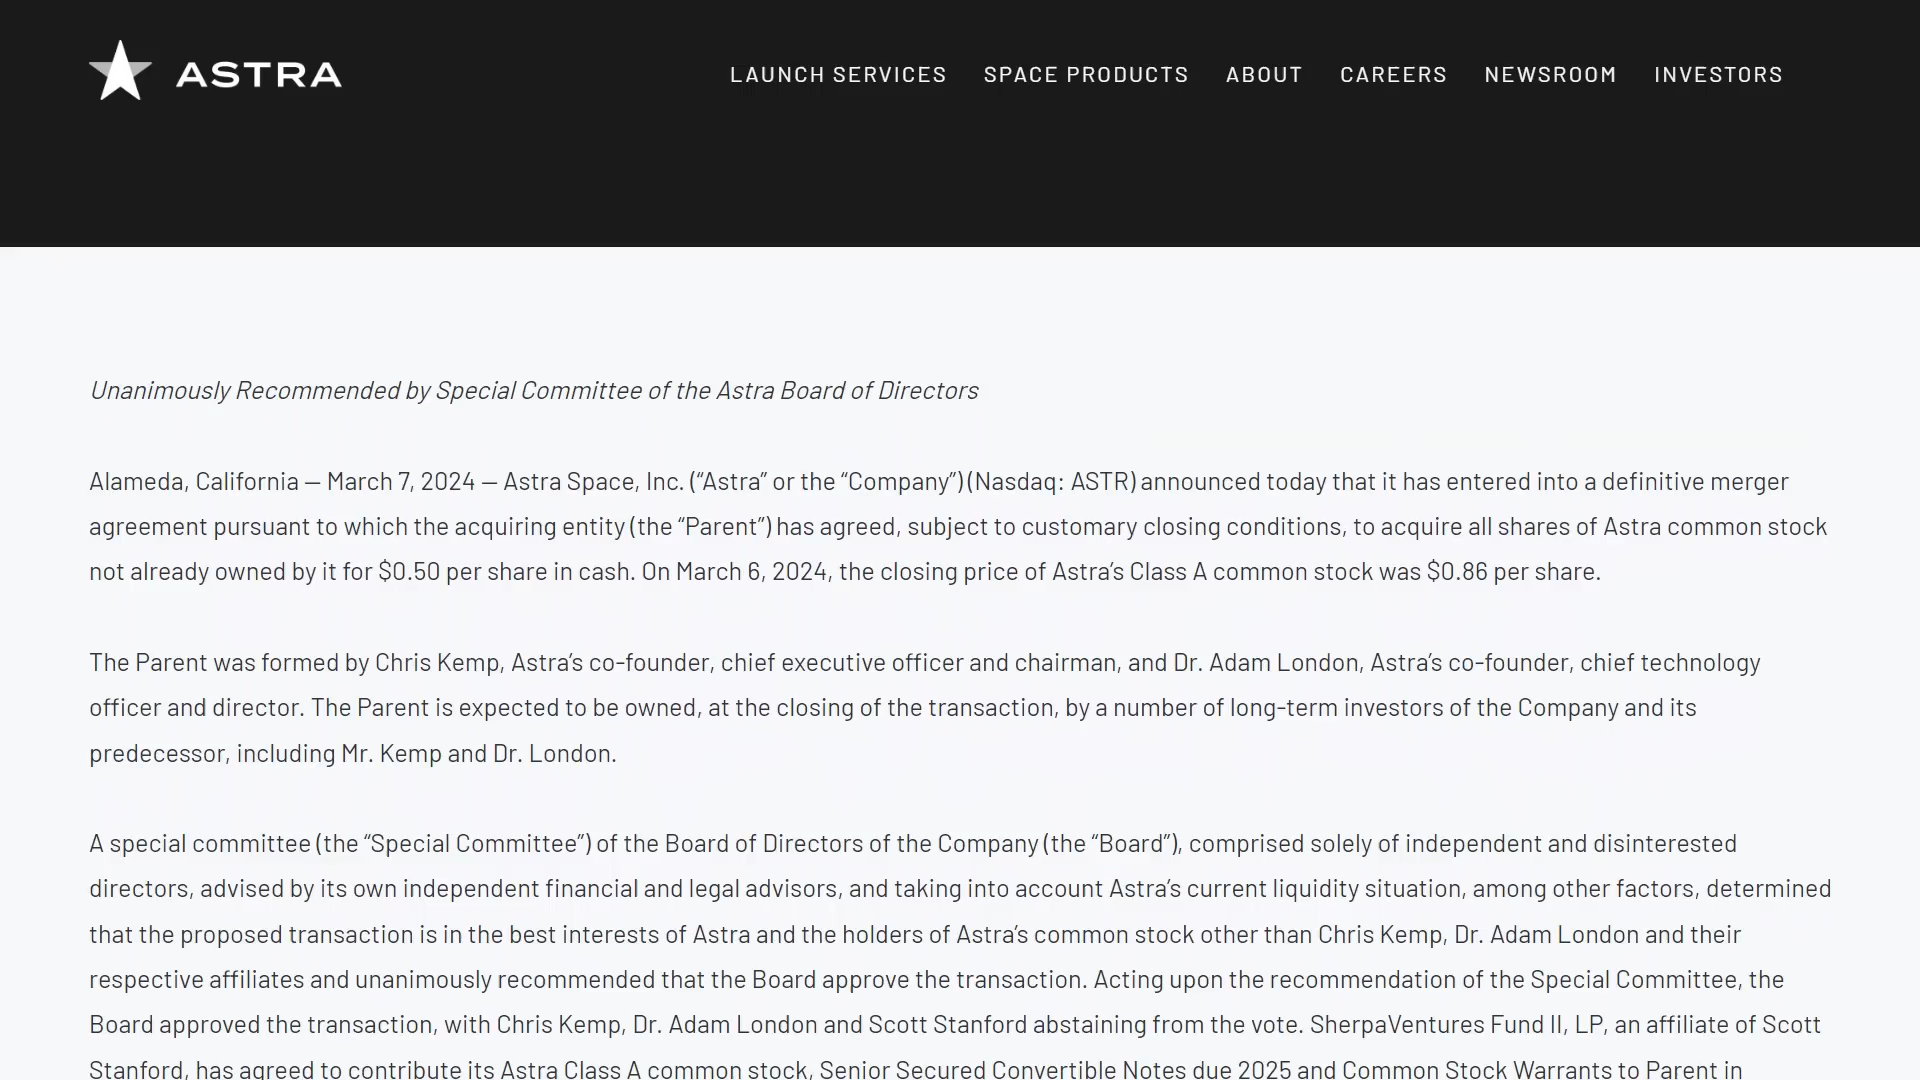 ASTRA
LAUNCH SERVICES SPACE PRODUCTS ABOUT CAREERS NEWSROOM INVESTORS
Unanimously Recommended by Special Committee of the Astra Board of Directors
Alameda, California — March 7, 2024 — Astra Space, Inc. (“Astra” or the “Company”) (Nasdaq: ASTR) announced today that it has entered into a definitive merger
agreement pursuant to which the acquiring entity (the “Parent”) has agreed, subject to customary closing conditions, to acquire all shares of Astra common stock
not already owned by it for $0.50 per share in cash. On March 6, 2024, the closing price of Astra’s Class A common stock was $0.86 per share.
The Parent was formed by Chris Kemp, Astra’s co-founder, chief executive officer and chairman, and Dr. Adam London, Astra’s co-founder, chief technology
officer and director. The Parent is expected to be owned, at the closing of the transaction, by a number of long-term investors of the Company and its
predecessor, including Mr. Kemp and Dr. London.
A special committee (the “Special Committee”) of the Board of Directors of the Company (the “Board”), comprised solely of independent and disinterested
directors, advised by its own independent financial and legal advisors, and taking into account Astra’s current liquidity situation, among other factors, determined
that the proposed transaction is in the best interests of Astra and the holders of Astra’s common stock other than Chris Kemp, Dr. Adam London and their
respective affiliates and unanimously recommended that the Board approve the transaction. Acting upon the recommendation of the Special Committee, the
Board approved the transaction, with Chris Kemp, Dr. Adam London and Scott Stanford abstaining from the vote. SherpaVentures Fund II, LP, an affiliate of Scott
Stanford, has agreed to contribute its Astra Class A common stock, Senior Secured Convertible Notes due 2025 and Common Stock Warrants to Parent in